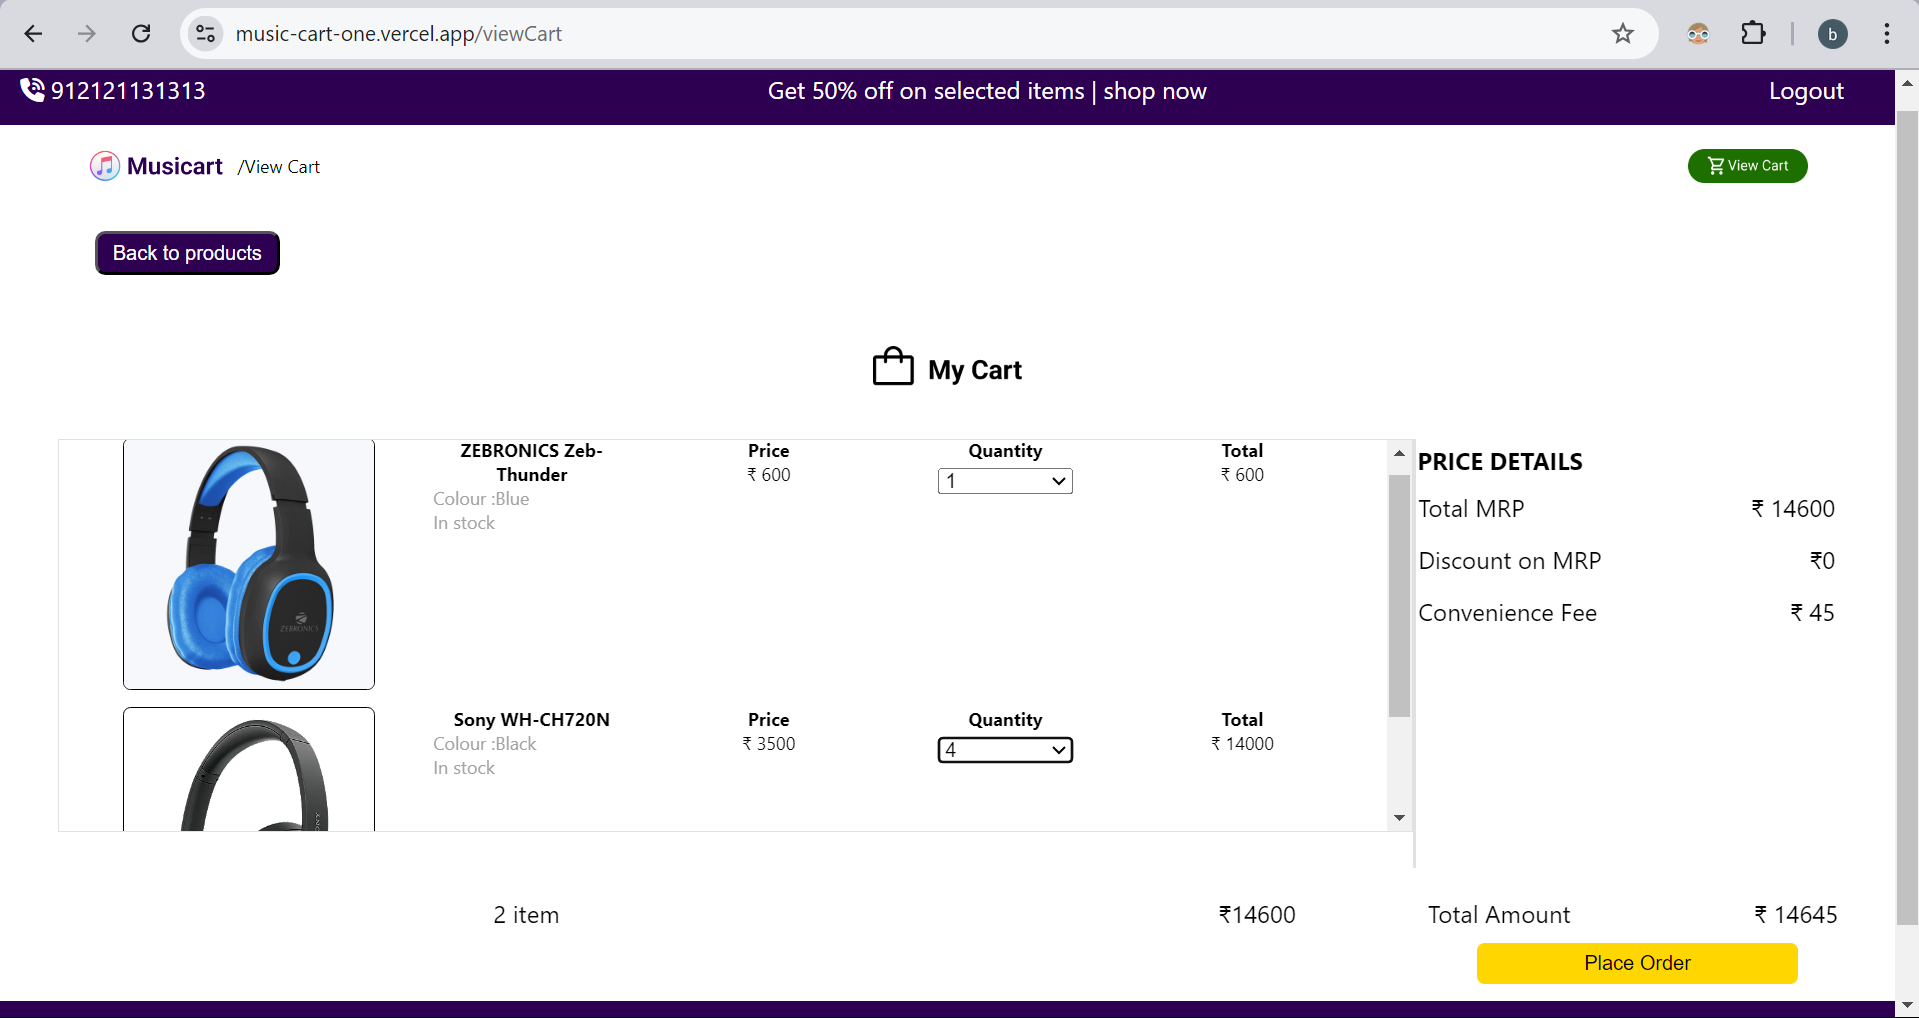 music-cart-one.vercel.app/viewCart
b
912121131313
Get 50% off on selected items | shop now
Logout
Musicart
/View Cart
View Cart
Back to products
My Cart
ZEBRONICS Zeb-
Thunder
Colour :Blue
In stock
Price
₹ 600
Quantity
1
Total
₹ 600
ZEBRONICS
Sony WH-CH720N
Colour :Black
In stock
Price
₹ 3500
Quantity
4
Total
₹ 14000
PRICE DETAILS
Total MRP
₹ 14600
Discount on MRP
₹0
Convenience Fee
₹ 45
2 item
₹14600
Total Amount
₹ 14645
Place Order